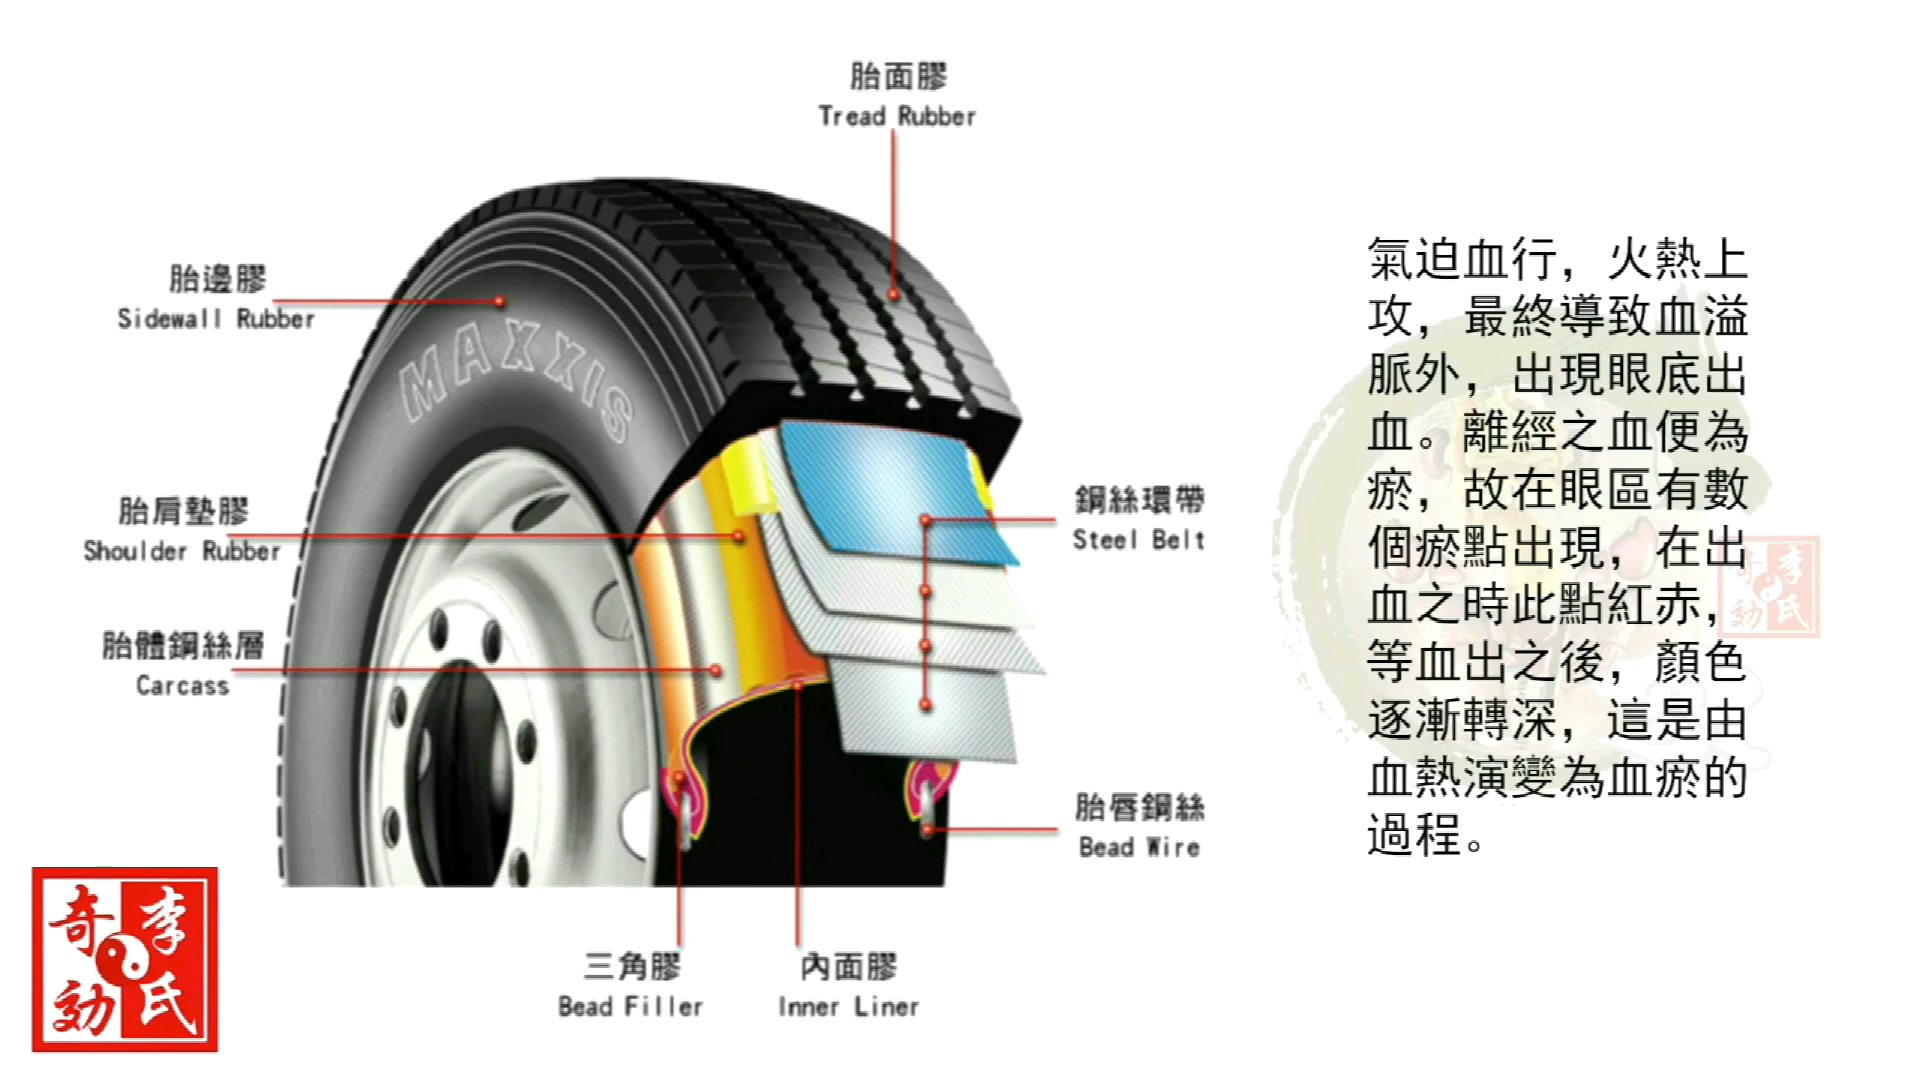 胎面膠
Tread Rubber
胎邊膠
Sidewall Rubber
MAXXIS
胎肩墊膠
Shoulder Rubber
胎體鋼絲層
Carcass
鋼絲環帶
Steel Belt
胎唇鋼絲
Bead Wire
三角膠
Bead Filler
內面膠
Inner Liner
氣迫血行，火熱上
攻，最終導致血溢
脈外，出現眼底出
血。離經之血便為
瘀，故在眼區有數
個瘀點出現，在出
血之時此點紅赤，
等血出之後，顏色
逐漸轉深，這是由
血熱演變為血瘀的
過程。
李氏
奇効
李氏
奇効